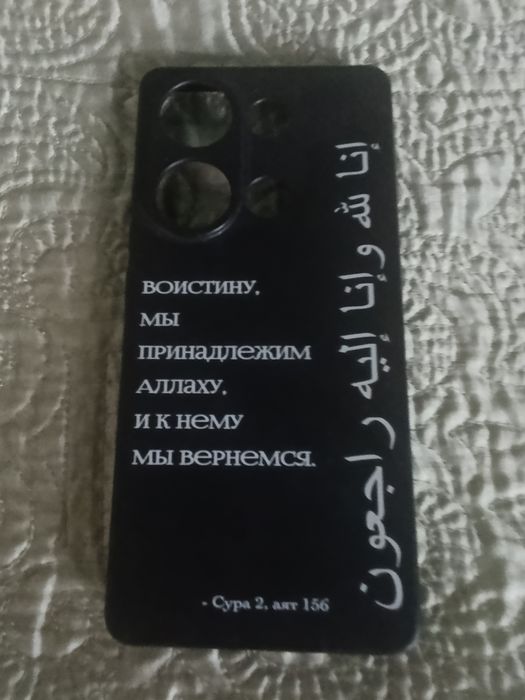 Воистину,
мы
принадлежим
Аллаху,
и к Нему
мы вернемся.
- Сура 2, аят 156
إنا لله وإنا إليه راجعون